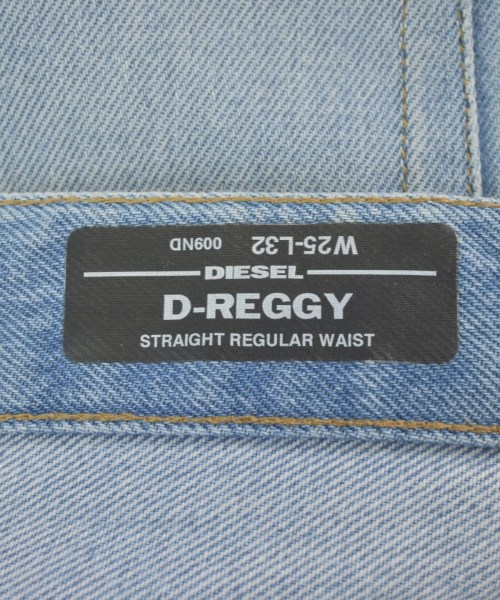 W25-L32 009ND
DIESEL
D-REGGY
STRAIGHT REGULAR WAIST